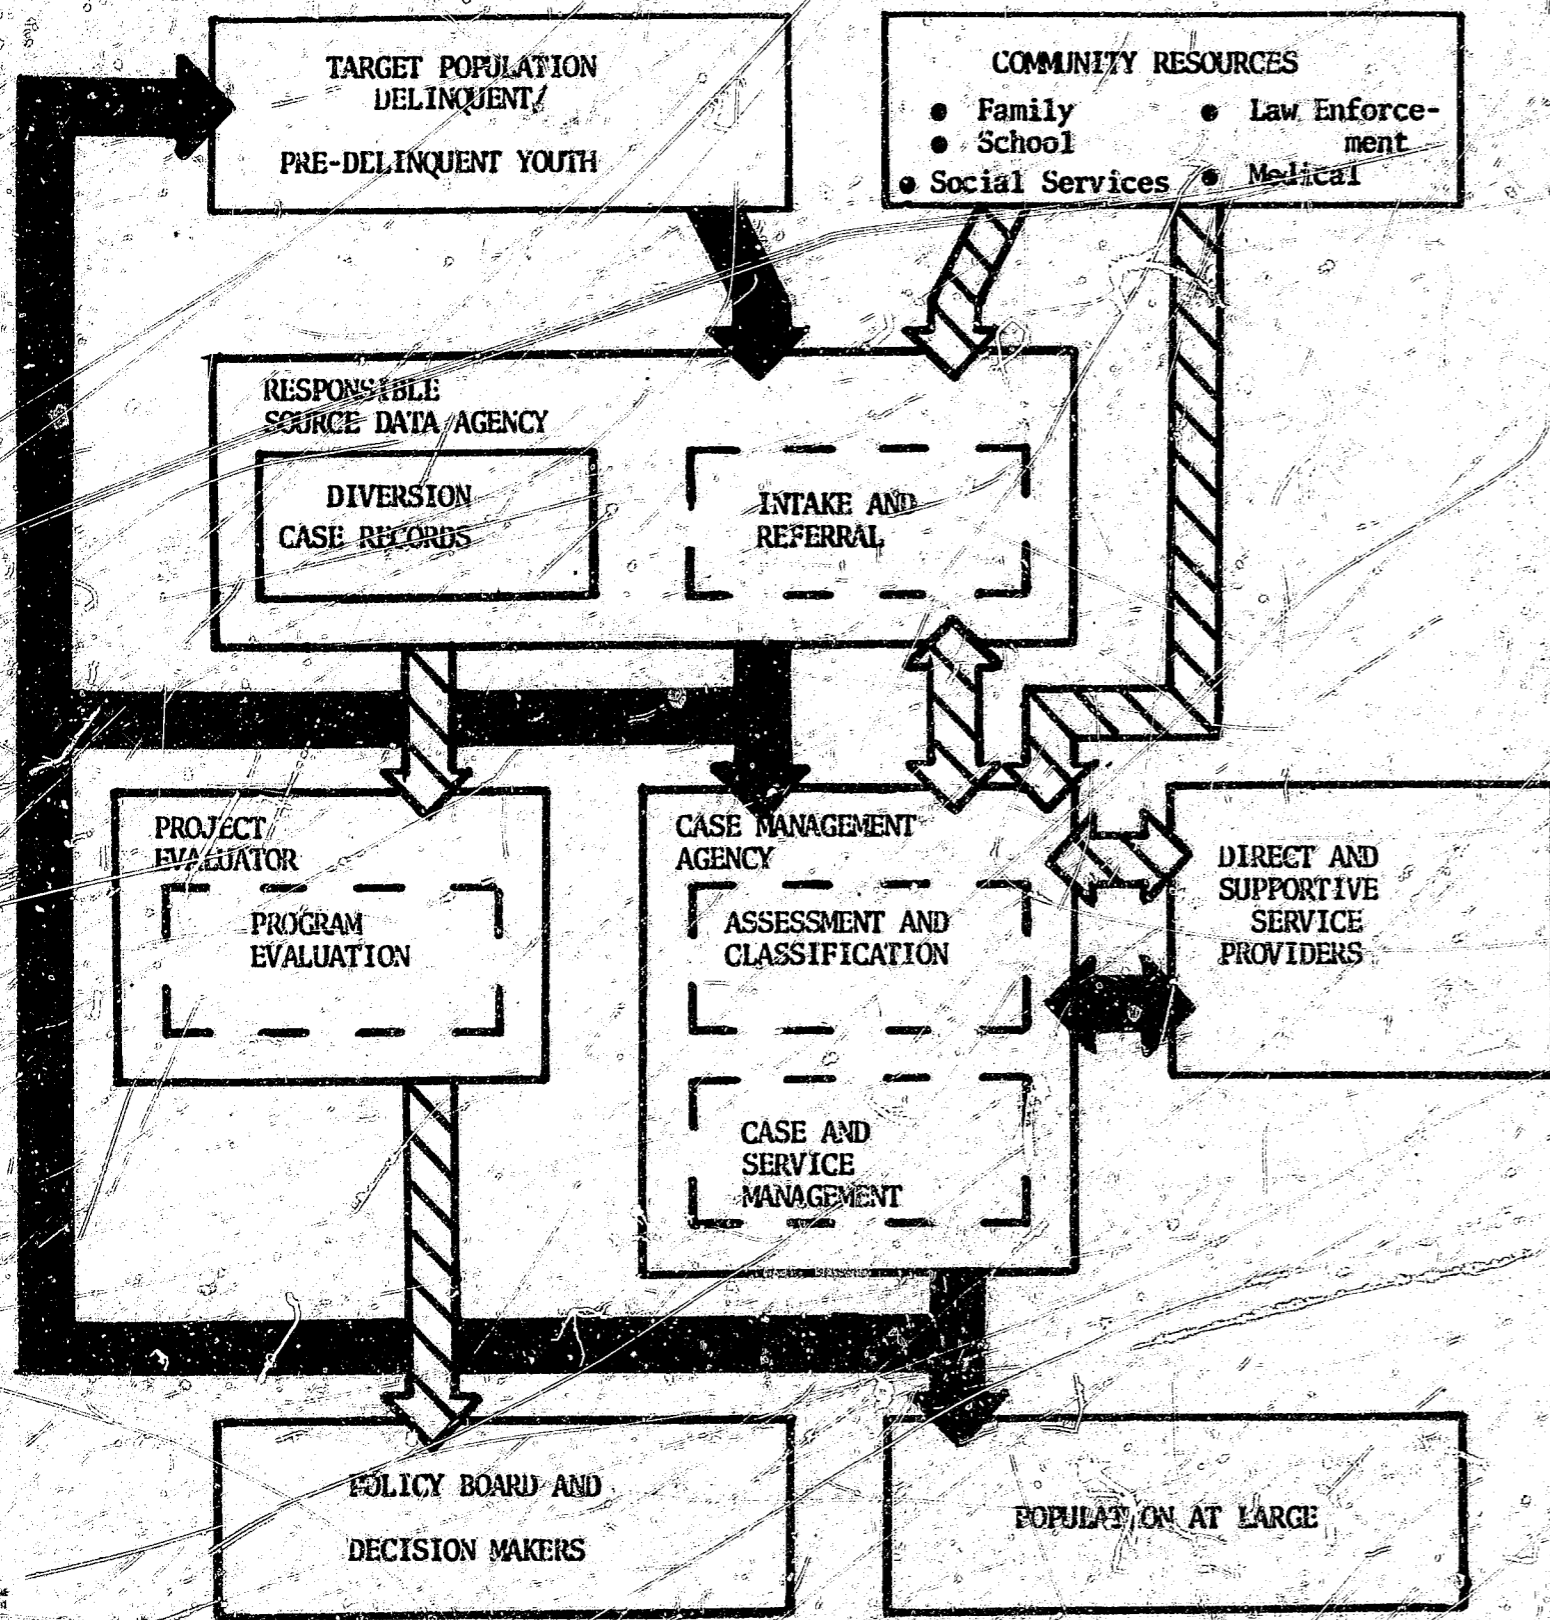 TARGET POPULATION
DELINQUENT/
PRE-DELINQUENT YOUTH
COMMUNITY RESOURCES
• Family
• School
• Social Services
• Law Enforce-
ment
• Medical
RESPONSIBLE
SOURCE DATA AGENCY
DIVERSION
CASE RECORDS
INTAKE AND
REFERRAL
PROJECT
EVALUATOR
PROGRAM
EVALUATION
CASE MANAGEMENT
AGENCY
ASSESSMENT AND
CLASSIFICATION
CASE AND
SERVICE
MANAGEMENT
DIRECT AND
SUPPORTIVE
SERVICE
PROVIDERS
POLICY BOARD AND
DECISION MAKERS
POPULATION AT LARGE